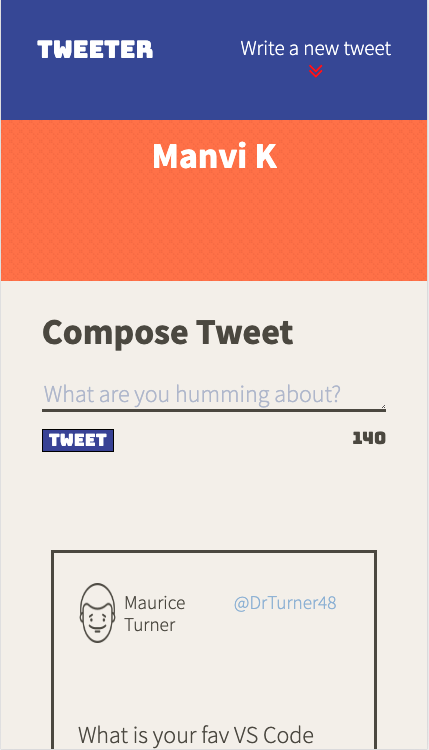 TWEETER
Write a new tweet
Manvi K
Compose Tweet
What are you humming about?
TWEET
140
Maurice
Turner
@DrTurner48
What is your fav VS Code